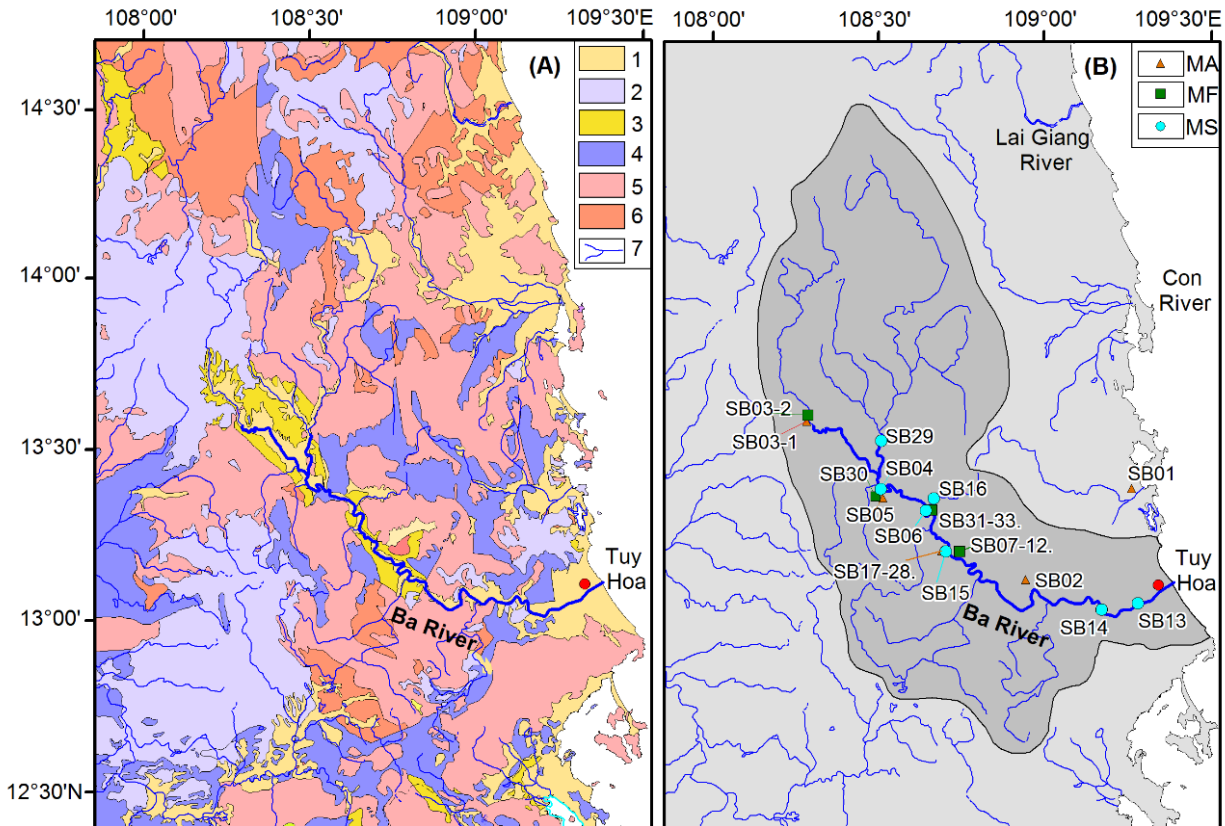 108°00' 108°30' 109°00' 109°30'E
108°00' 108°30' 109°00' 109°30'E
14°30'
14°00'
13°30'
13°00'
12°30'N
(A)
1
2
3
4
5
6
7
Tuy
Hoa
Ba River
(B)
MA
MF
MS
Lai Giang
River
Con
River
SB03-2
SB03-1
SB29
SB04
SB30
SB16
SB01
SB05
SB31-33.
SB06
SB07-12.
SB17-28.
SB15
SB02
Tuy
Hoa
Ba River
SB14
SB13